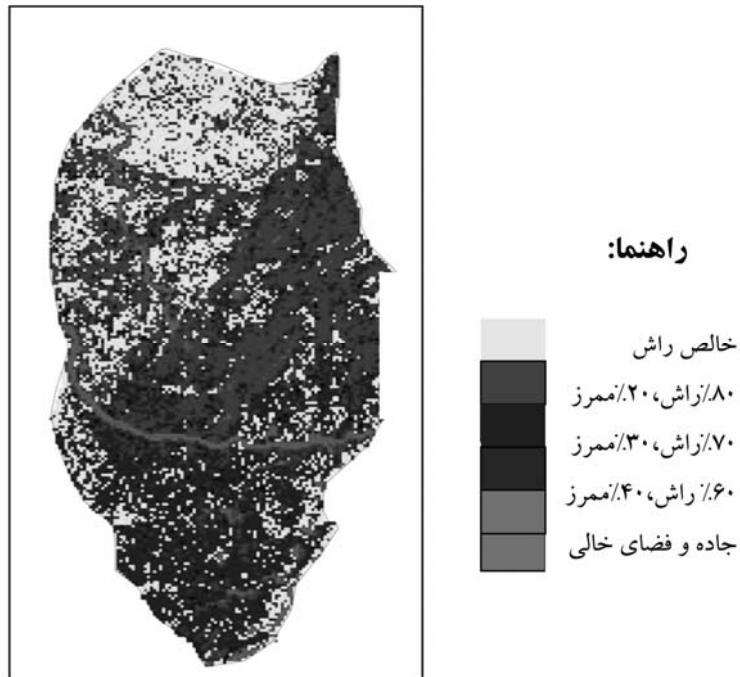 راهنما:
خالص راش
۸۰٪راش،۲۰٪ممرز
۷۰٪راش،۳۰٪ممرز
۶۰٪ راش،۴۰٪ممرز
جاده و فضای خالی